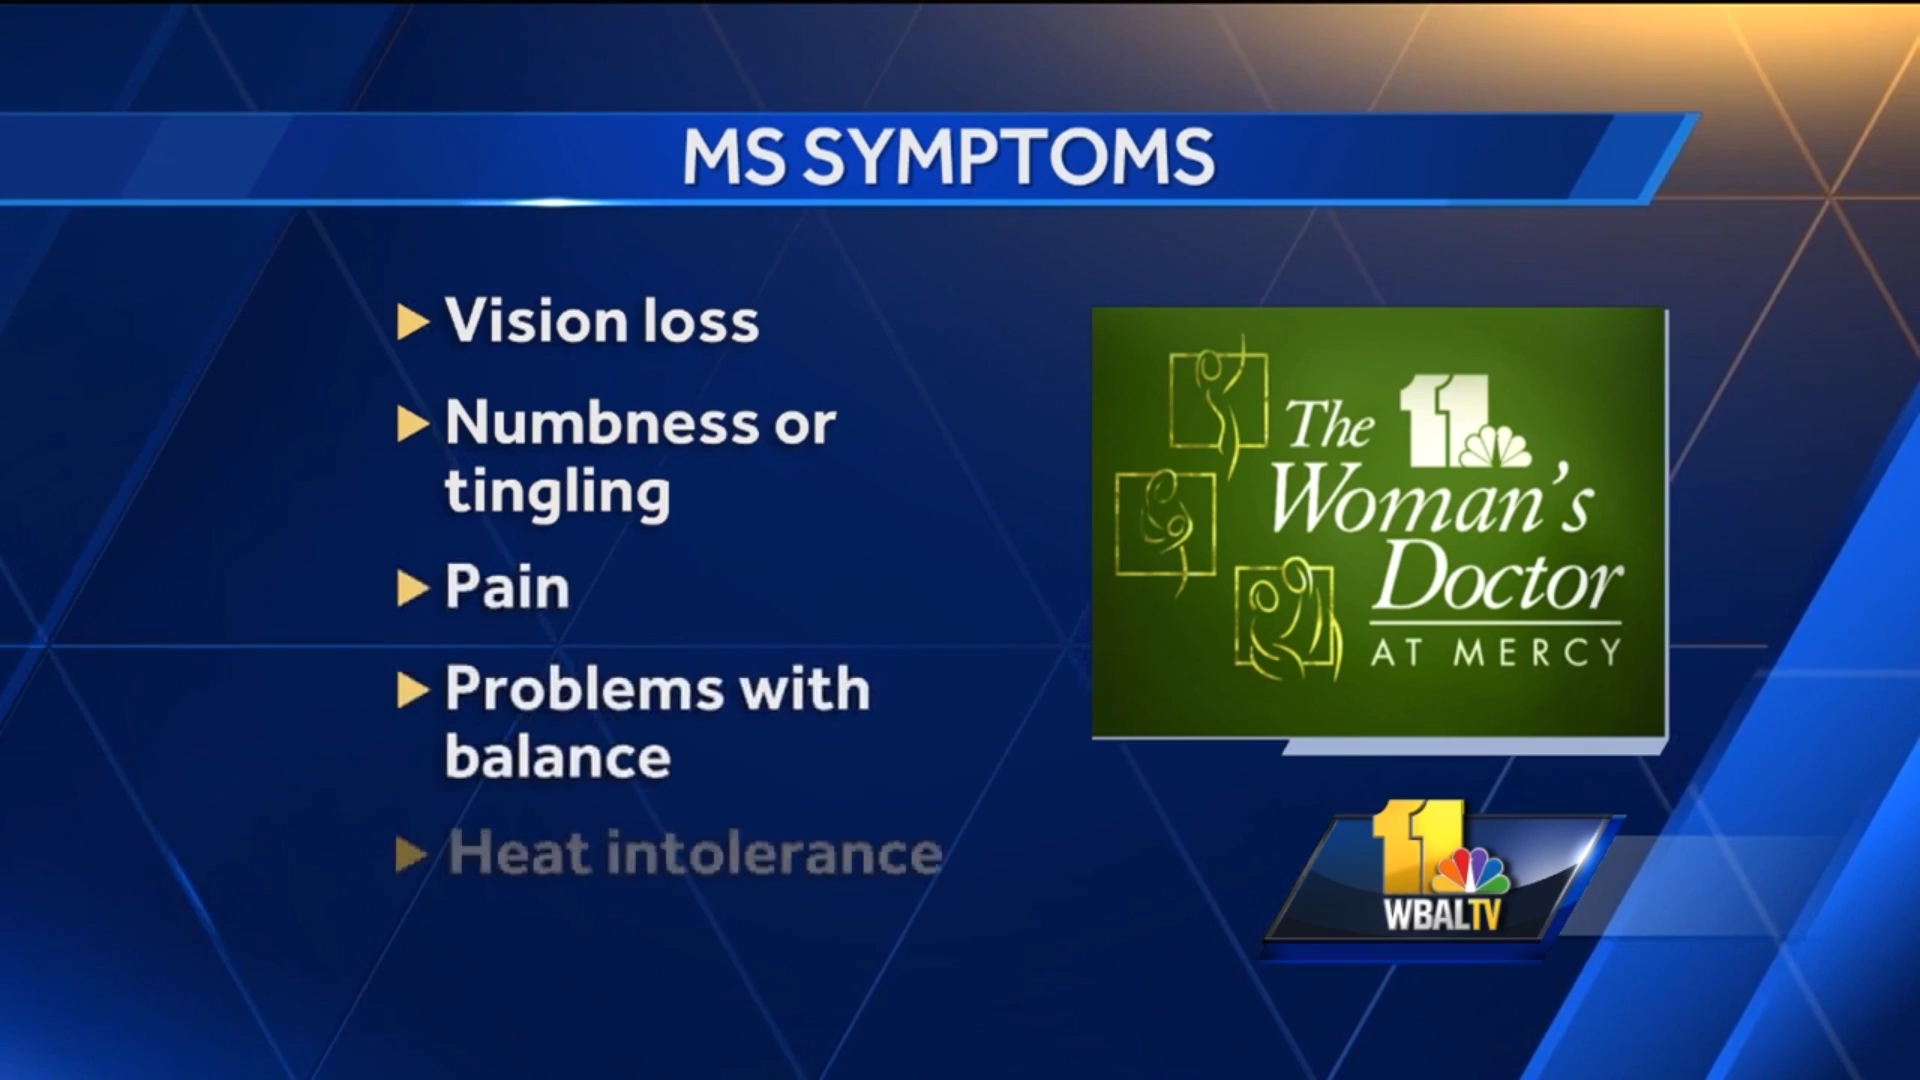 MS SYMPTOMS
Vision loss
Numbness or
tingling
Pain
Problems with
balance
Heat intolerance
The 11
Woman's
Doctor
AT MERCY
11
WBALTV